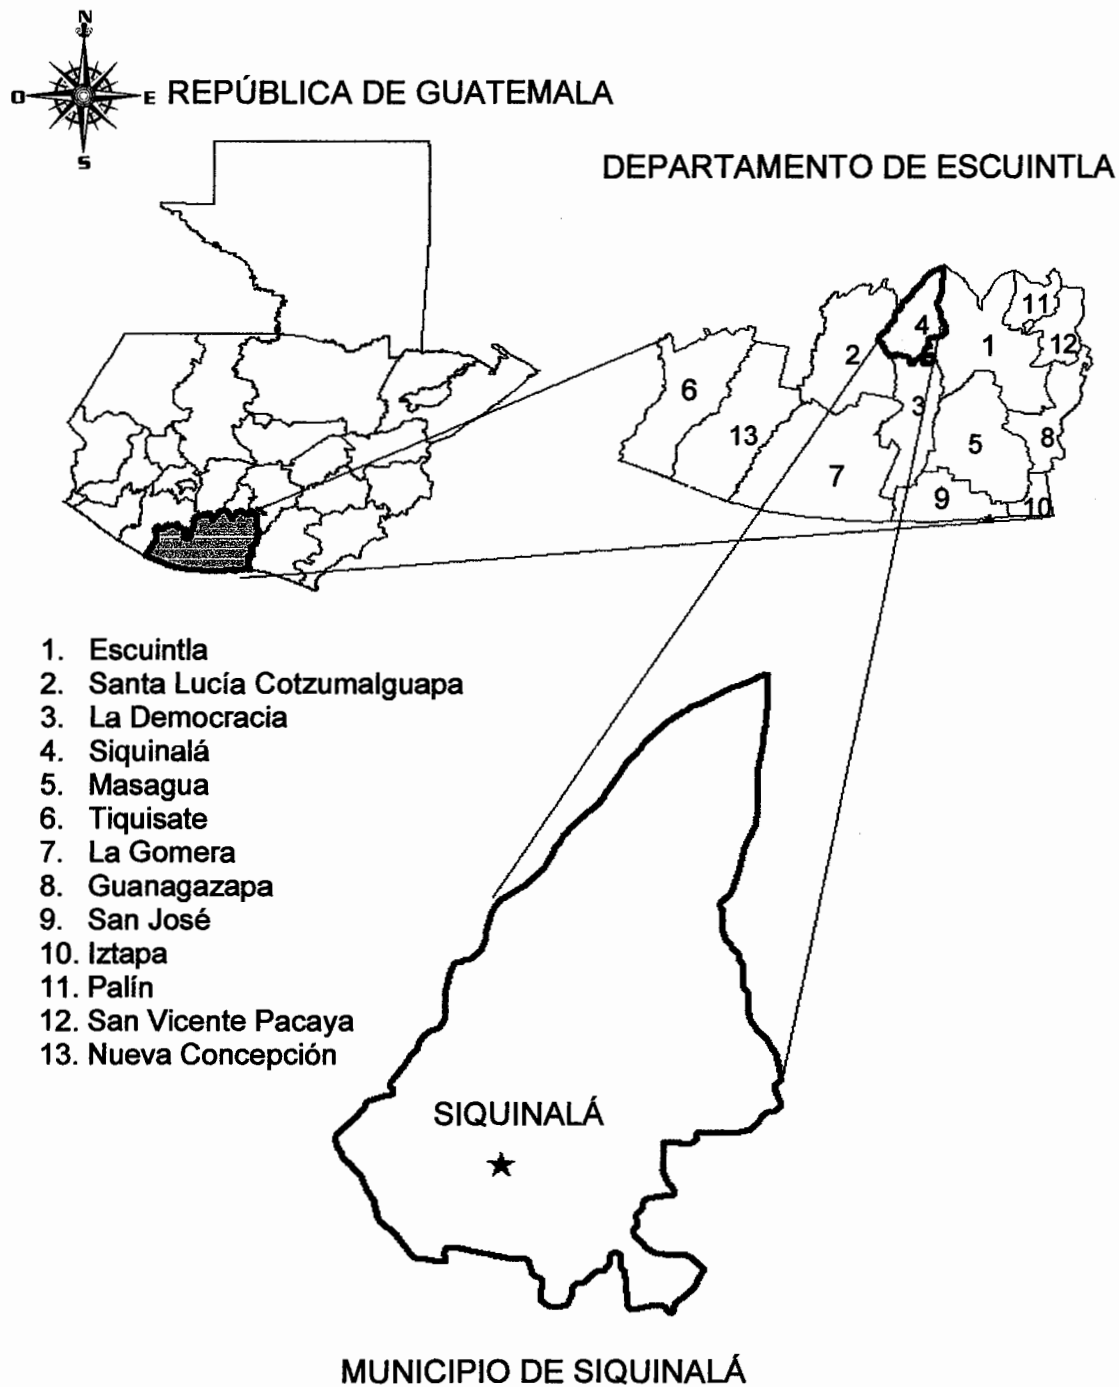 N
O
E
REPÚBLICA DE GUATEMALA
S
DEPARTAMENTO DE ESCUINTLA
11
4
12
1
2
6
3
13
5
8
7
9
10
1. Escuintla
2. Santa Lucía Cotzumalguapa
3. La Democracia
4. Siquinalá
5. Masagua
6. Tiquisate
7. La Gomera
8. Guanagazapa
9. San José
10. Iztapa
11. Palín
12. San Vicente Pacaya
13. Nueva Concepción
SIQUINALÁ
MUNICIPIO DE SIQUINALÁ